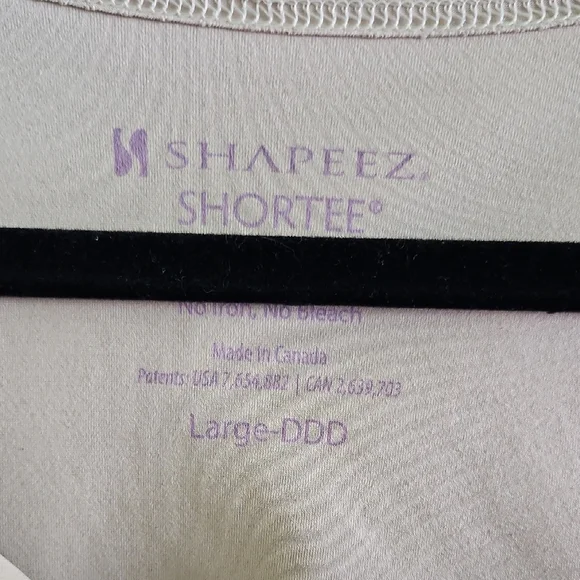 SHAPEEZ®
SHORTEE®
No Iron, No Bleach
Made in Canada
Patents: USA 7,654,882 | CAN 2,639,703
Large-DDD